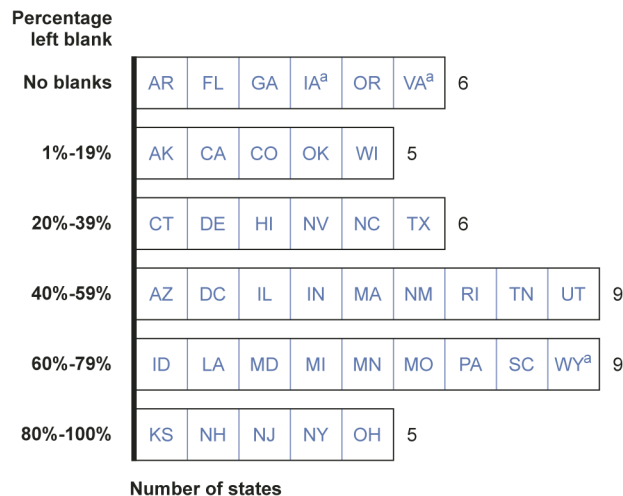 Percentage
left blank
No blanks AR FL GA IAᵃ OR VAᵃ 6
1%-19% AK CA CO OK WI 5
20%-39% CT DE HI NV NC TX 6
40%-59% AZ DC IL IN MA NM RI TN UT 9
60%-79% ID LA MD MI MN MO PA SC WYᵃ 9
80%-100% KS NH NJ NY OH 5
Number of states